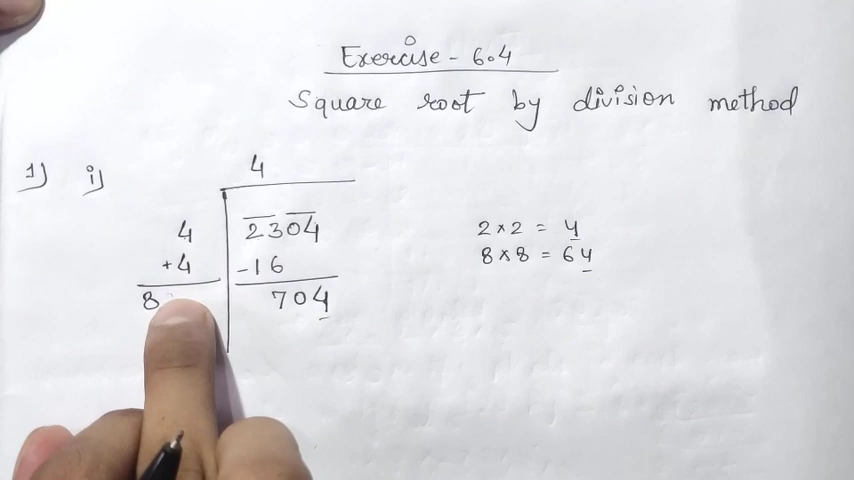 Exercise - 6.4
Square root by division method
1) i)
4
4 2304
+4 -16
8 704
2 × 2 = 4
8 × 8 = 64